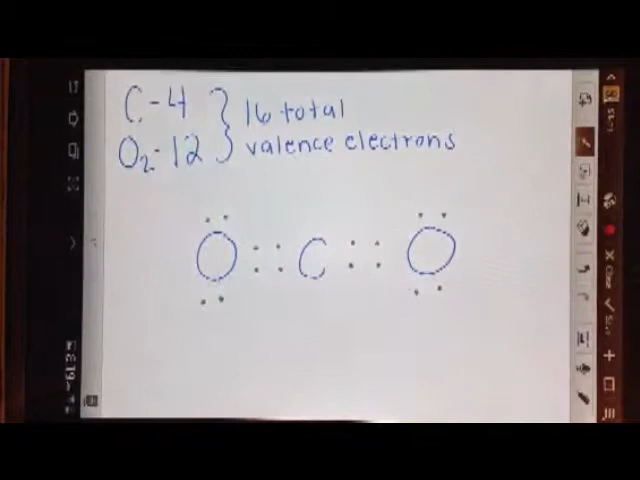 C - 4
O2 - 12
16 total
valence electrons
O :: C :: O